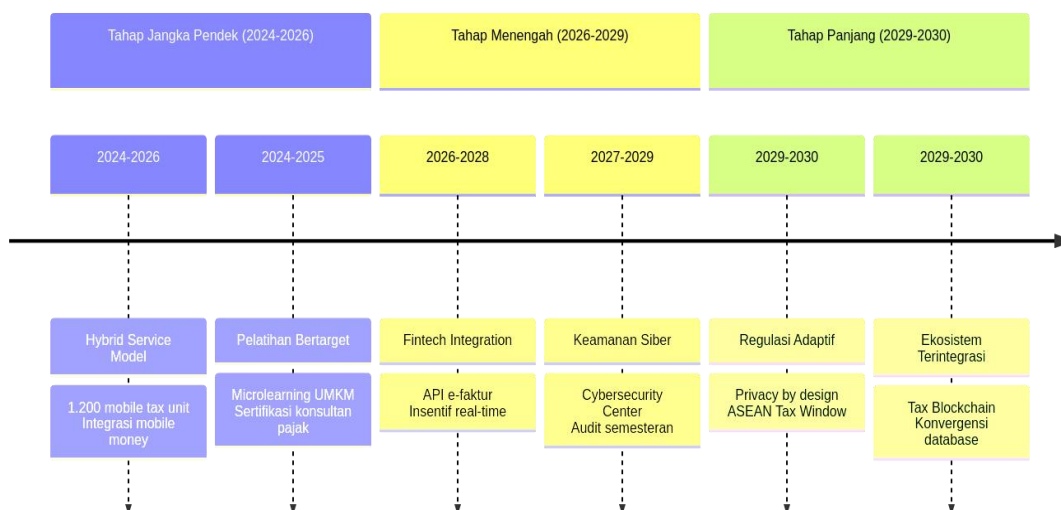 Tahap Jangka Pendek (2024-2026)
Tahap Menengah (2026-2029)
Tahap Panjang (2029-2030)
2024-2026
2024-2025
2026-2028
2027-2029
2029-2030
2029-2030
Hybrid Service
Model
Pelatihan Bertarget
Fintech Integration
Keamanan Siber
Regulasi Adaptif
Ekosistem
Terintegrasi
1.200 mobile tax unit
Integrasi mobile
money
Microlearning UMKM
Sertifikasi konsultan
pajak
API e-faktur
Insentif real-time
Cybersecurity
Center
Audit semesteran
Privacy by design
ASEAN Tax Window
Tax Blockchain
Konvergensi
database